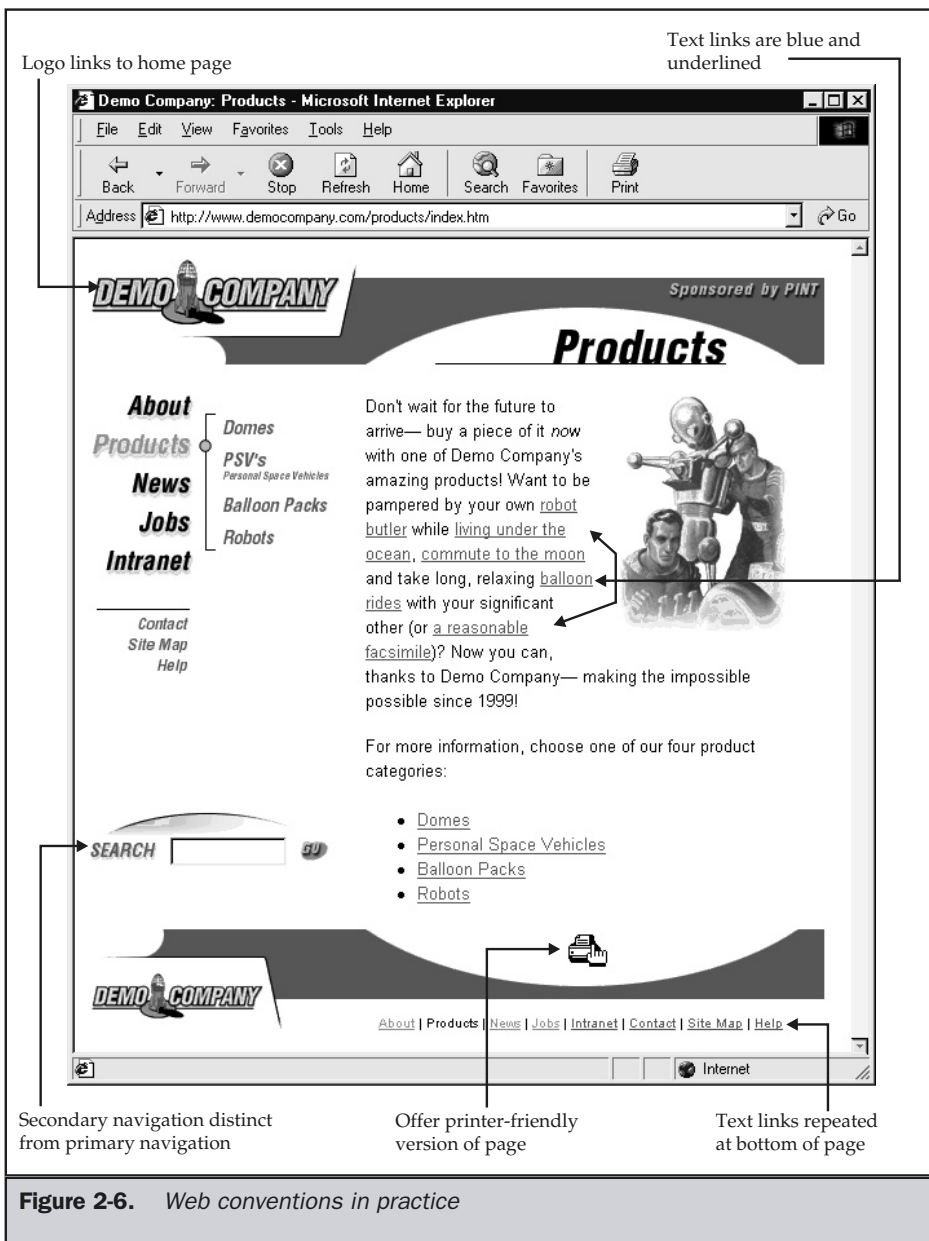 Logo links to home page
Text links are blue and
underlined
Demo Company: Products - Microsoft Internet Explorer
File Edit View Favorites Tools Help
Back Forward Stop Refresh Home Search Favorites Print
Address http://www.democompany.com/products/index.htm Go
DEMO COMPANY
Sponsored by PINT
Products
About
Products
News
Jobs
Intranet
Domes
PSV's
Personal Space Vehicles
Balloon Packs
Robots
Contact
Site Map
Help
Don't wait for the future to
arrive— buy a piece of it now
with one of Demo Company's
amazing products! Want to be
pampered by your own robot
butler while living under the
ocean, commute to the moon
and take long, relaxing balloon
rides with your significant
other (or a reasonable
facsimile)? Now you can,
thanks to Demo Company— making the impossible
possible since 1999!
For more information, choose one of our four product
categories:
• Domes
• Personal Space Vehicles
• Balloon Packs
• Robots
SEARCH GO
DEMO COMPANY
About | Products | News | Jobs | Intranet | Contact | Site Map | Help
Internet
Secondary navigation distinct
from primary navigation
Offer printer-friendly
version of page
Text links repeated
at bottom of page
Figure 2-6. Web conventions in practice